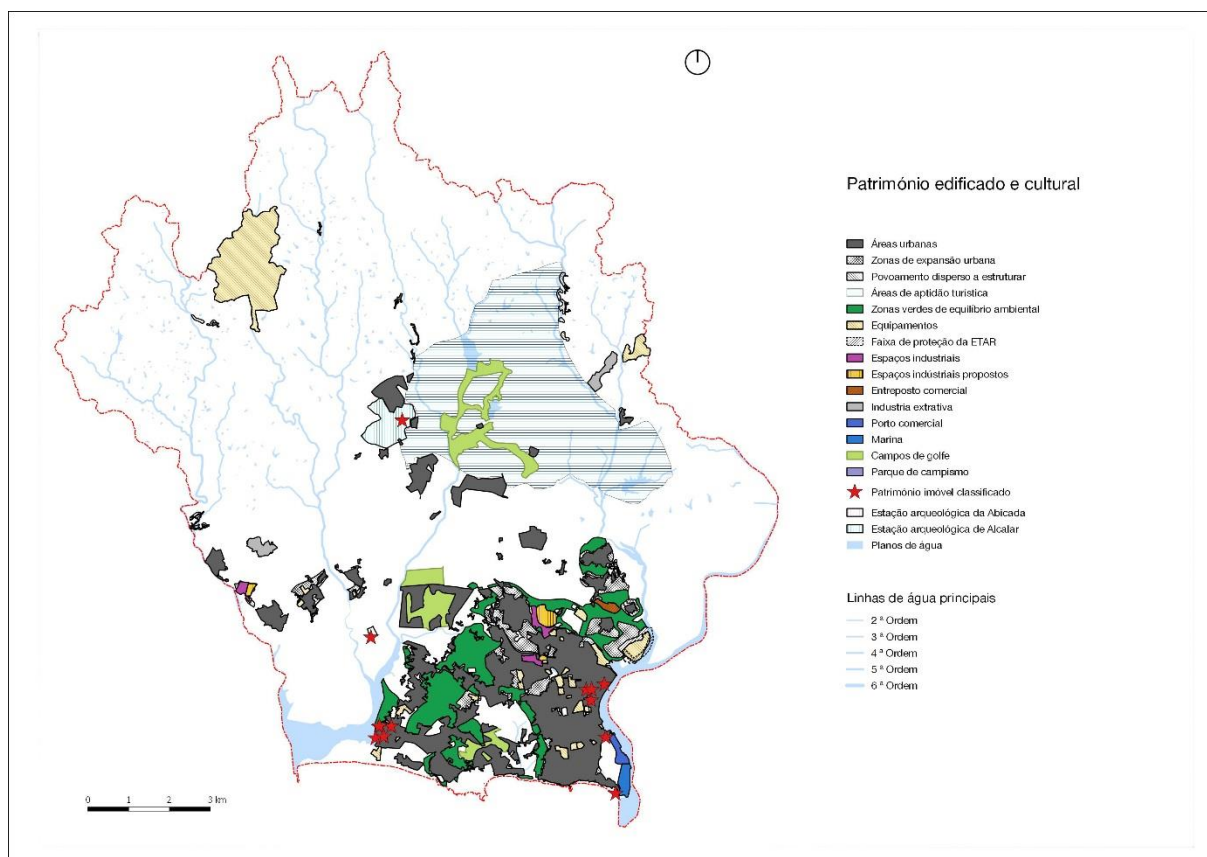 Património edificado e cultural
Áreas urbanas
Zonas de expansão urbana
Povoamento disperso a estruturar
Áreas de aptidão turistica
Zonas verdes de equilíbrio ambiental
Equipamentos
Faixa de proteção da ETAR
Espaços industriais
Espaços indústriais propostos
Entreposto comercial
Industria extrativa
Porto comercial
Marina
Campos de golfe
Parque de campismo
Património imóvel classificado
Estação arqueológica da Abicada
Estação arqueológica de Alcalar
Planos de água
Linhas de água principais
2 ª Ordem
3 ª Ordem
4 ª Ordem
5 ª Ordem
6 ª Ordem
0 1 2 3 km